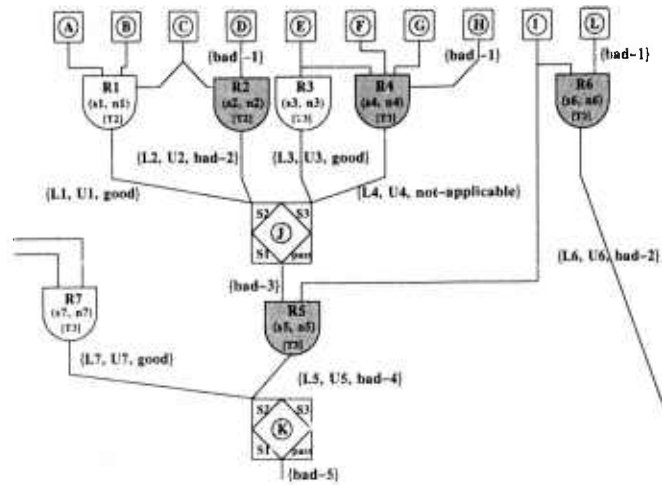 A B C D E F G H I L
{bad-1} {bad-1} {bad-1}
R1 R2 R3 R4 R6
(s1, n1) (s2, n2) (s3, n3) (s4, n4) (s6, n6)
[T2] [T2] [T3]
{L2, U2, bad-2} {L3, U3, good}
{L1, U1, good} {L4, U4, not-applicable}
S2 S3
J
S1 pass
{L6, U6, bad-2}
{bad-3}
R7 R5
(s7, n7) (s5, n5)
[T3]
{L7, U7, good}
{L5, U5, bad-4}
S2 S3
K
S1 pass
{bad-5}